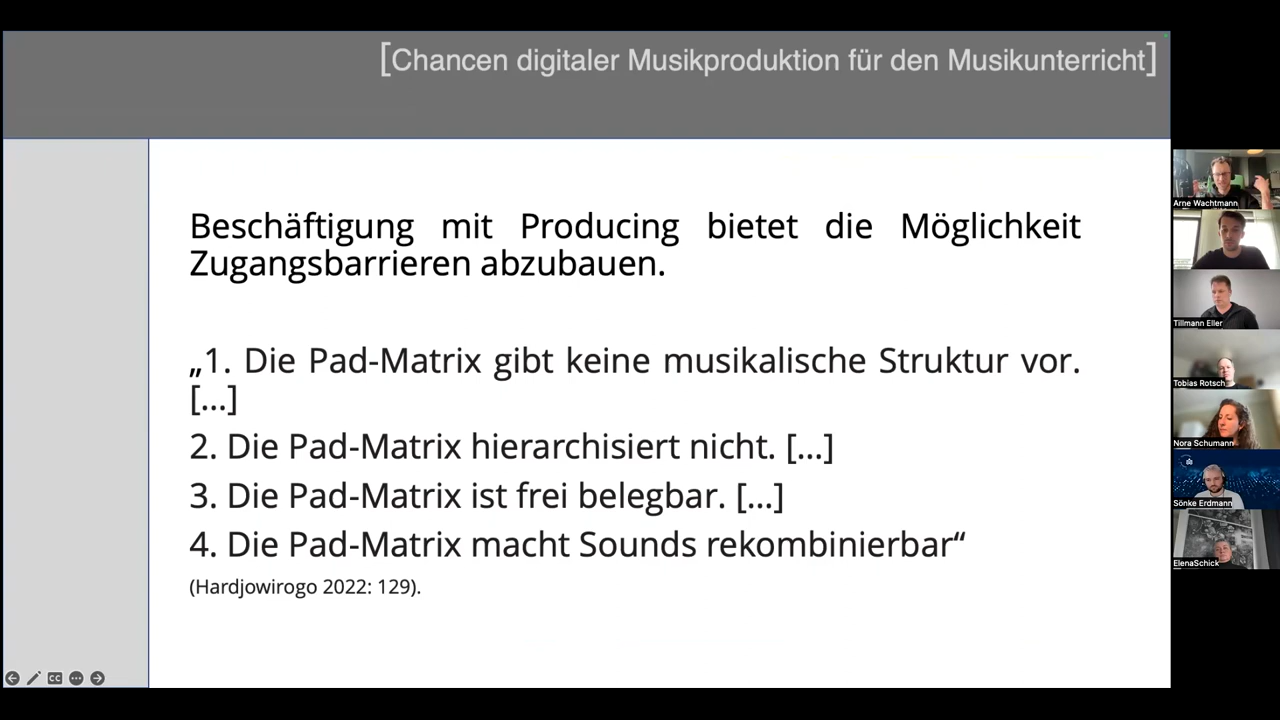 [Chancen digitaler Musikproduktion für den Musikunterricht]
Beschäftigung mit Producing bietet die Möglichkeit
Zugangsbarrieren abzubauen.
„1. Die Pad-Matrix gibt keine musikalische Struktur vor.
[...]
2. Die Pad-Matrix hierarchisiert nicht. [...]
3. Die Pad-Matrix ist frei belegbar. [...]
4. Die Pad-Matrix macht Sounds rekombinierbar“
(Hardjowirogo 2022: 129).
CC
Arne Wachtmann
Tillmann Eller
Tobias Rotsch
Nora Schumann
Sönke Erdmann
ElenaSchick